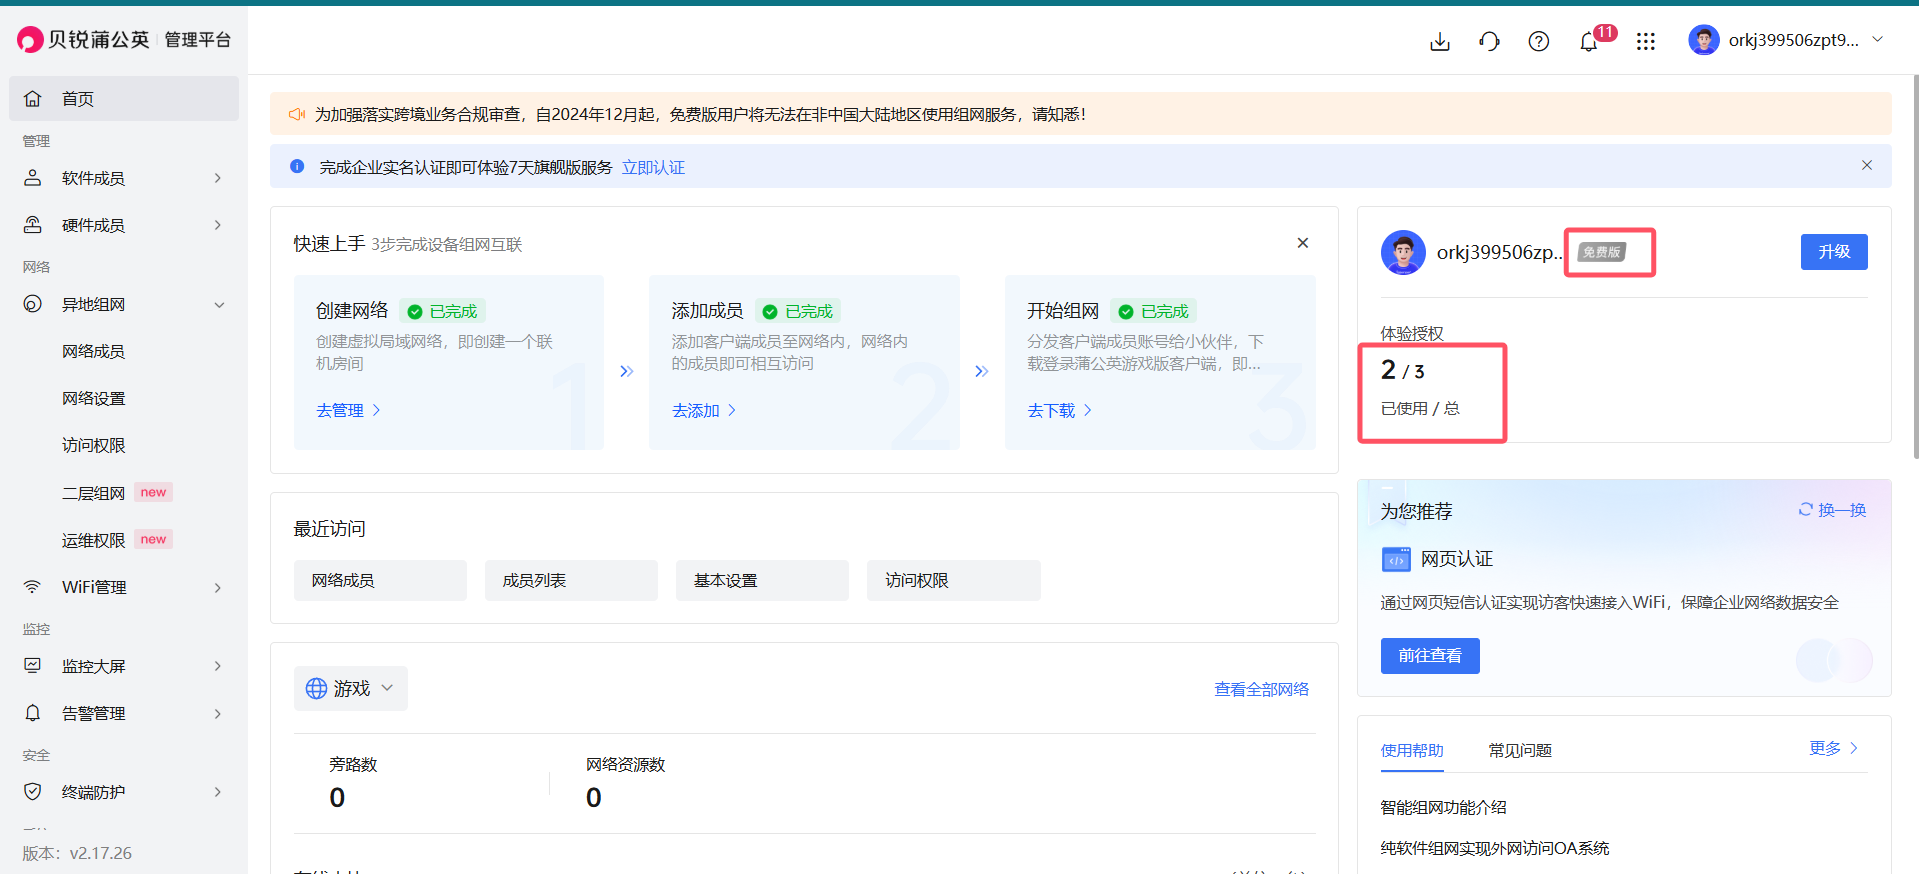 贝锐蒲公英 管理平台
11
orkj399506zpt9...
首页
管理
软件成员
硬件成员
网络
异地组网
网络成员
网络设置
访问权限
二层组网 new
运维权限 new
WiFi管理
监控
监控大屏
告警管理
安全
终端防护
版本：v2.17.26
为加强落实跨境业务合规审查，自2024年12月起，免费版用户将无法在非中国大陆地区使用组网服务，请知悉！
完成企业实名认证即可体验7天旗舰版服务 立即认证
快速上手 3步完成设备组网互联
创建网络 已完成
创建虚拟局域网络，即创建一个联
机房间
去管理
1
添加成员 已完成
添加客户端成员至网络内，网络内
的成员即可相互访问
去添加
2
开始组网 已完成
分发客户端成员账号给小伙伴，下
载登录蒲公英游戏版客户端，即...
去下载
3
最近访问
网络成员
成员列表
基本设置
访问权限
游戏
查看全部网络
旁路数
0
网络资源数
0
orkj399506zp... 免费版
升级
体验授权
2 / 3
已使用 / 总
为您推荐
换一换
网页认证
通过网页短信认证实现访客快速接入WiFi，保障企业网络数据安全
前往查看
使用帮助
常见问题
更多
智能组网功能介绍
纯软件组网实现外网访问OA系统